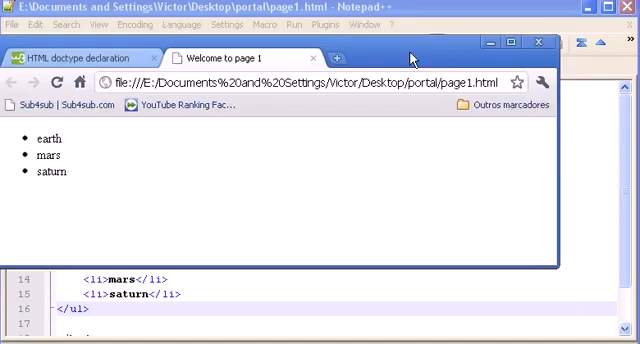 E:\Documents and Settings\Victor\Desktop\portal\page1.html - Notepad++
File Edit Search View Encoding Language Settings Macro Run Plugins Window ?
HTML doctype declaration
Welcome to page 1
file:///E:/Documents%20and%20Settings/Victor/Desktop/portal/page1.html
Sub4sub | Sub4sub.com
YouTube Ranking Fac...
Outros marcadores
earth
mars
saturn
14 <li>mars</li>
15 <li>saturn</li>
16 </ul>
17